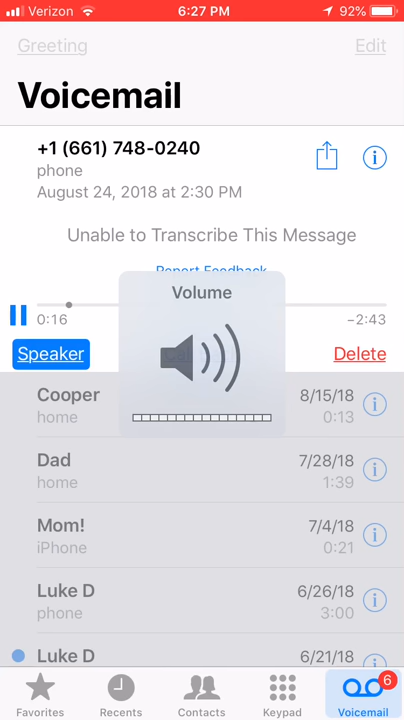 Verizon 6:27 PM 92%
Greeting Edit
Voicemail
+1 (661) 748-0240
phone
August 24, 2018 at 2:30 PM
Unable to Transcribe This Message
Report Feedback
Volume
0:16 −2:43
Speaker Delete
Cooper 8/15/18
home 0:13
Dad 7/28/18
home 1:39
Mom! 7/4/18
iPhone 0:21
Luke D 6/26/18
phone 3:00
Luke D 6/21/18
6
Favorites Recents Contacts Keypad Voicemail